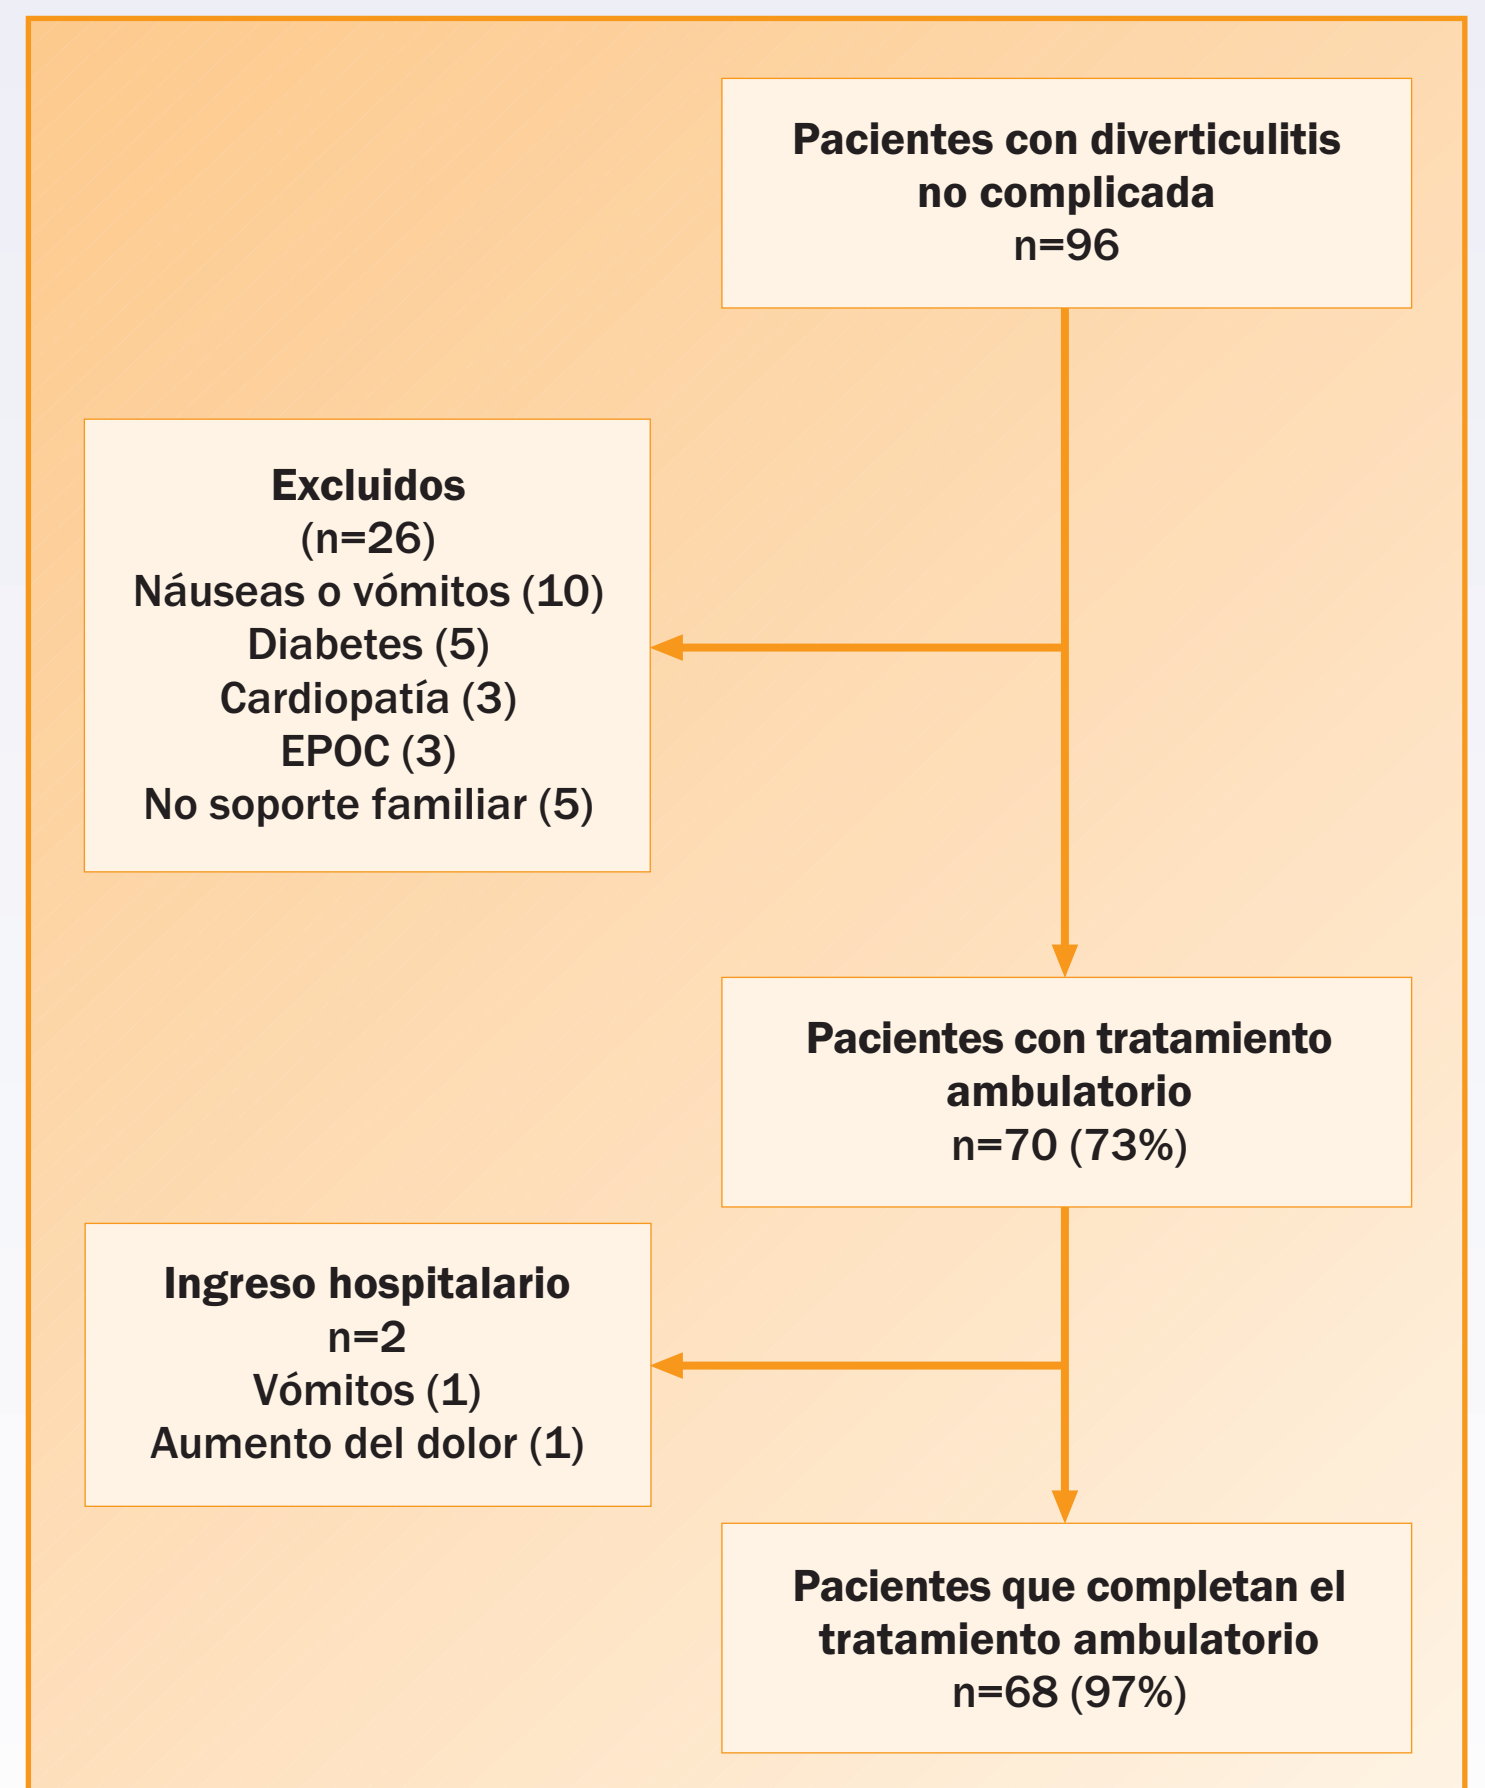 Pacientes con diverticulitis
no complicada
n=96
Excluidos
(n=26)
Náuseas o vómitos (10)
Diabetes (5)
Cardiopatía (3)
EPOC (3)
No soporte familiar (5)
Pacientes con tratamiento
ambulatorio
n=70 (73%)
Ingreso hospitalario
n=2
Vómitos (1)
Aumento del dolor (1)
Pacientes que completan el
tratamiento ambulatorio
n=68 (97%)